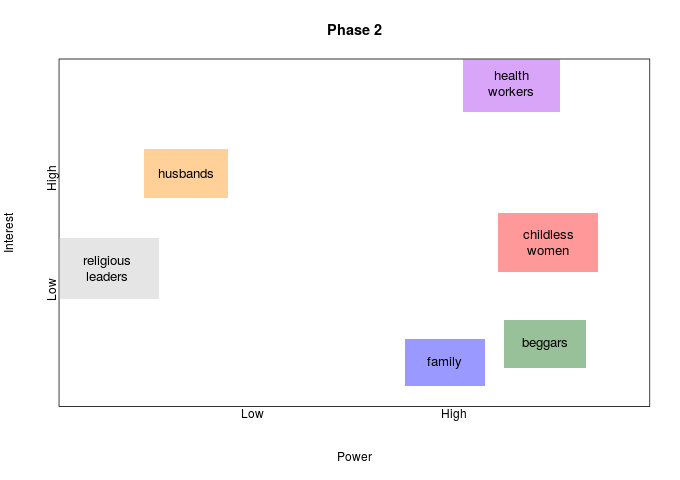 Phase 2
health
workers
husbands
High
Interest
childless
women
religious
leaders
Low
beggars
family
Low
High
Power